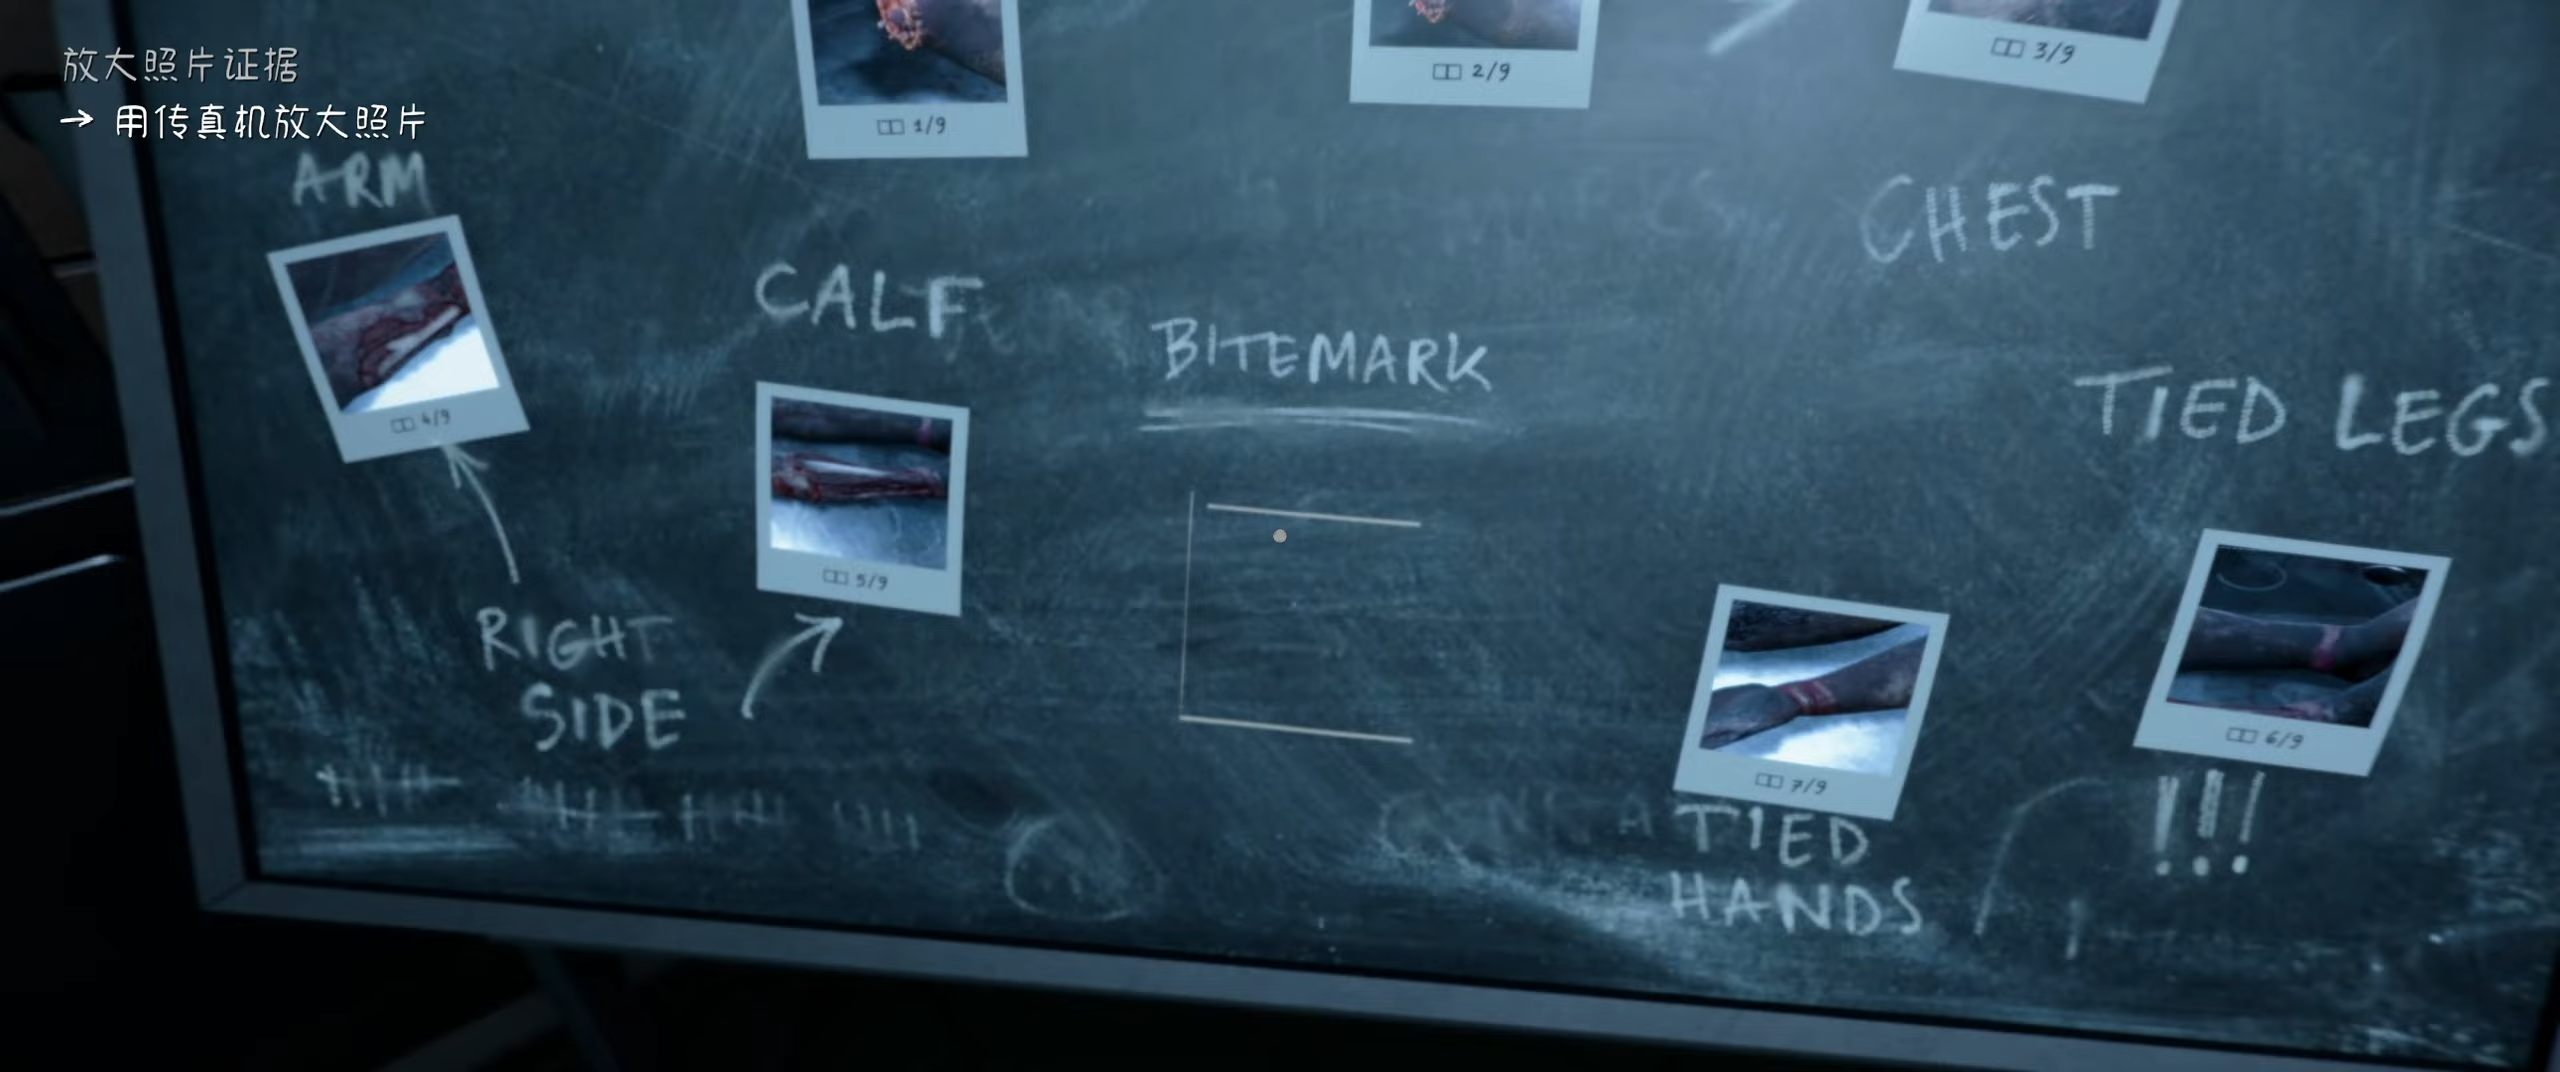 放大照片证据
→ 用传真机放大照片
□□ 1/9
□□ 2/9
□□ 3/9
ARM
CHEST
CALF
BITEMARK
TIED LEGS
□□ 4/9
□□ 5/9
RIGHT
SIDE
□□ 6/9
□□ 7/9
TIED
HANDS
!!!